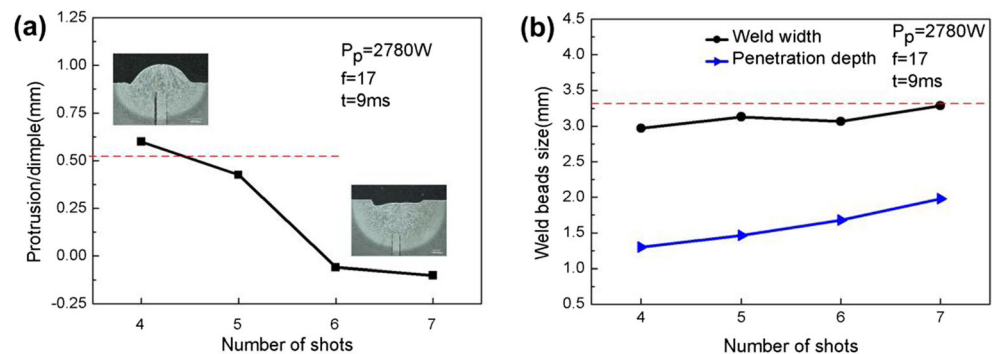 (a)
1.25
1.00
0.75
0.50
0.25
0.00
-0.25
Protrusion/dimple(mm)
P_p=2780W
f=17
t=9ms
4 5 6 7
Number of shots
(b)
4.5
4.0
3.5
3.0
2.5
2.0
1.5
1.0
0.5
Weld beads size(mm)
Weld width
Penetration depth
P_p=2780W
f=17
t=9ms
4 5 6 7
Number of shots